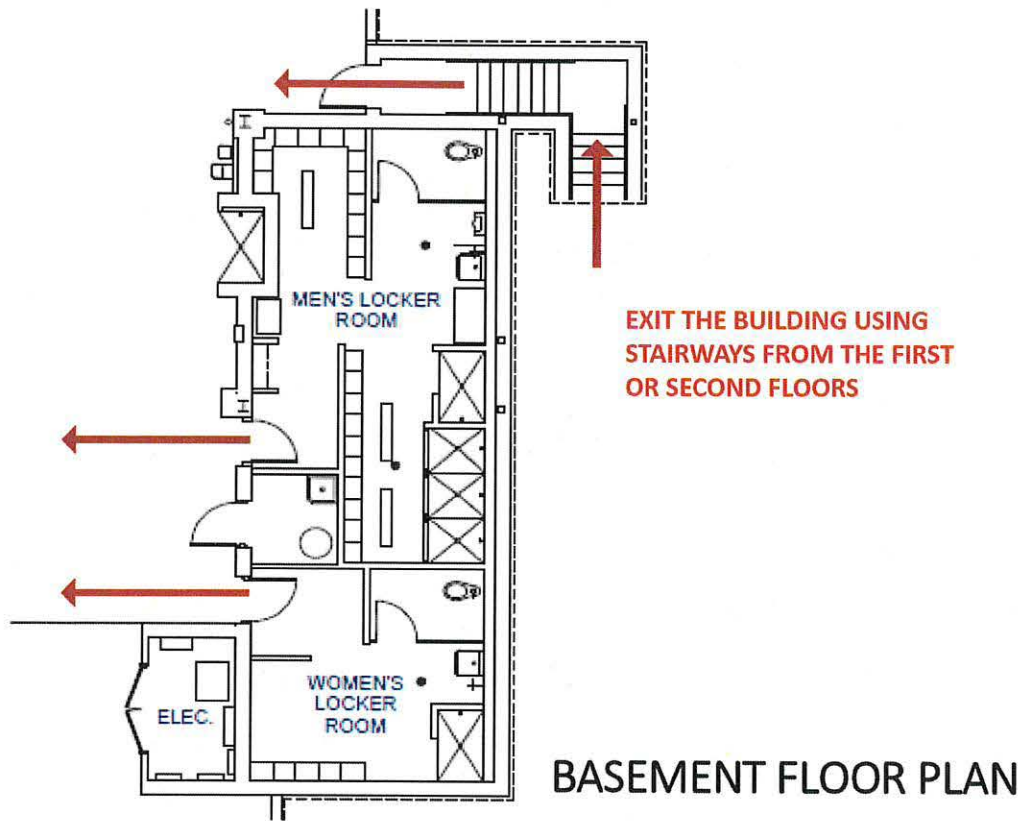 MEN'S LOCKER
ROOM
EXIT THE BUILDING USING
STAIRWAYS FROM THE FIRST
OR SECOND FLOORS
WOMEN'S
LOCKER
ROOM
ELEC.
BASEMENT FLOOR PLAN